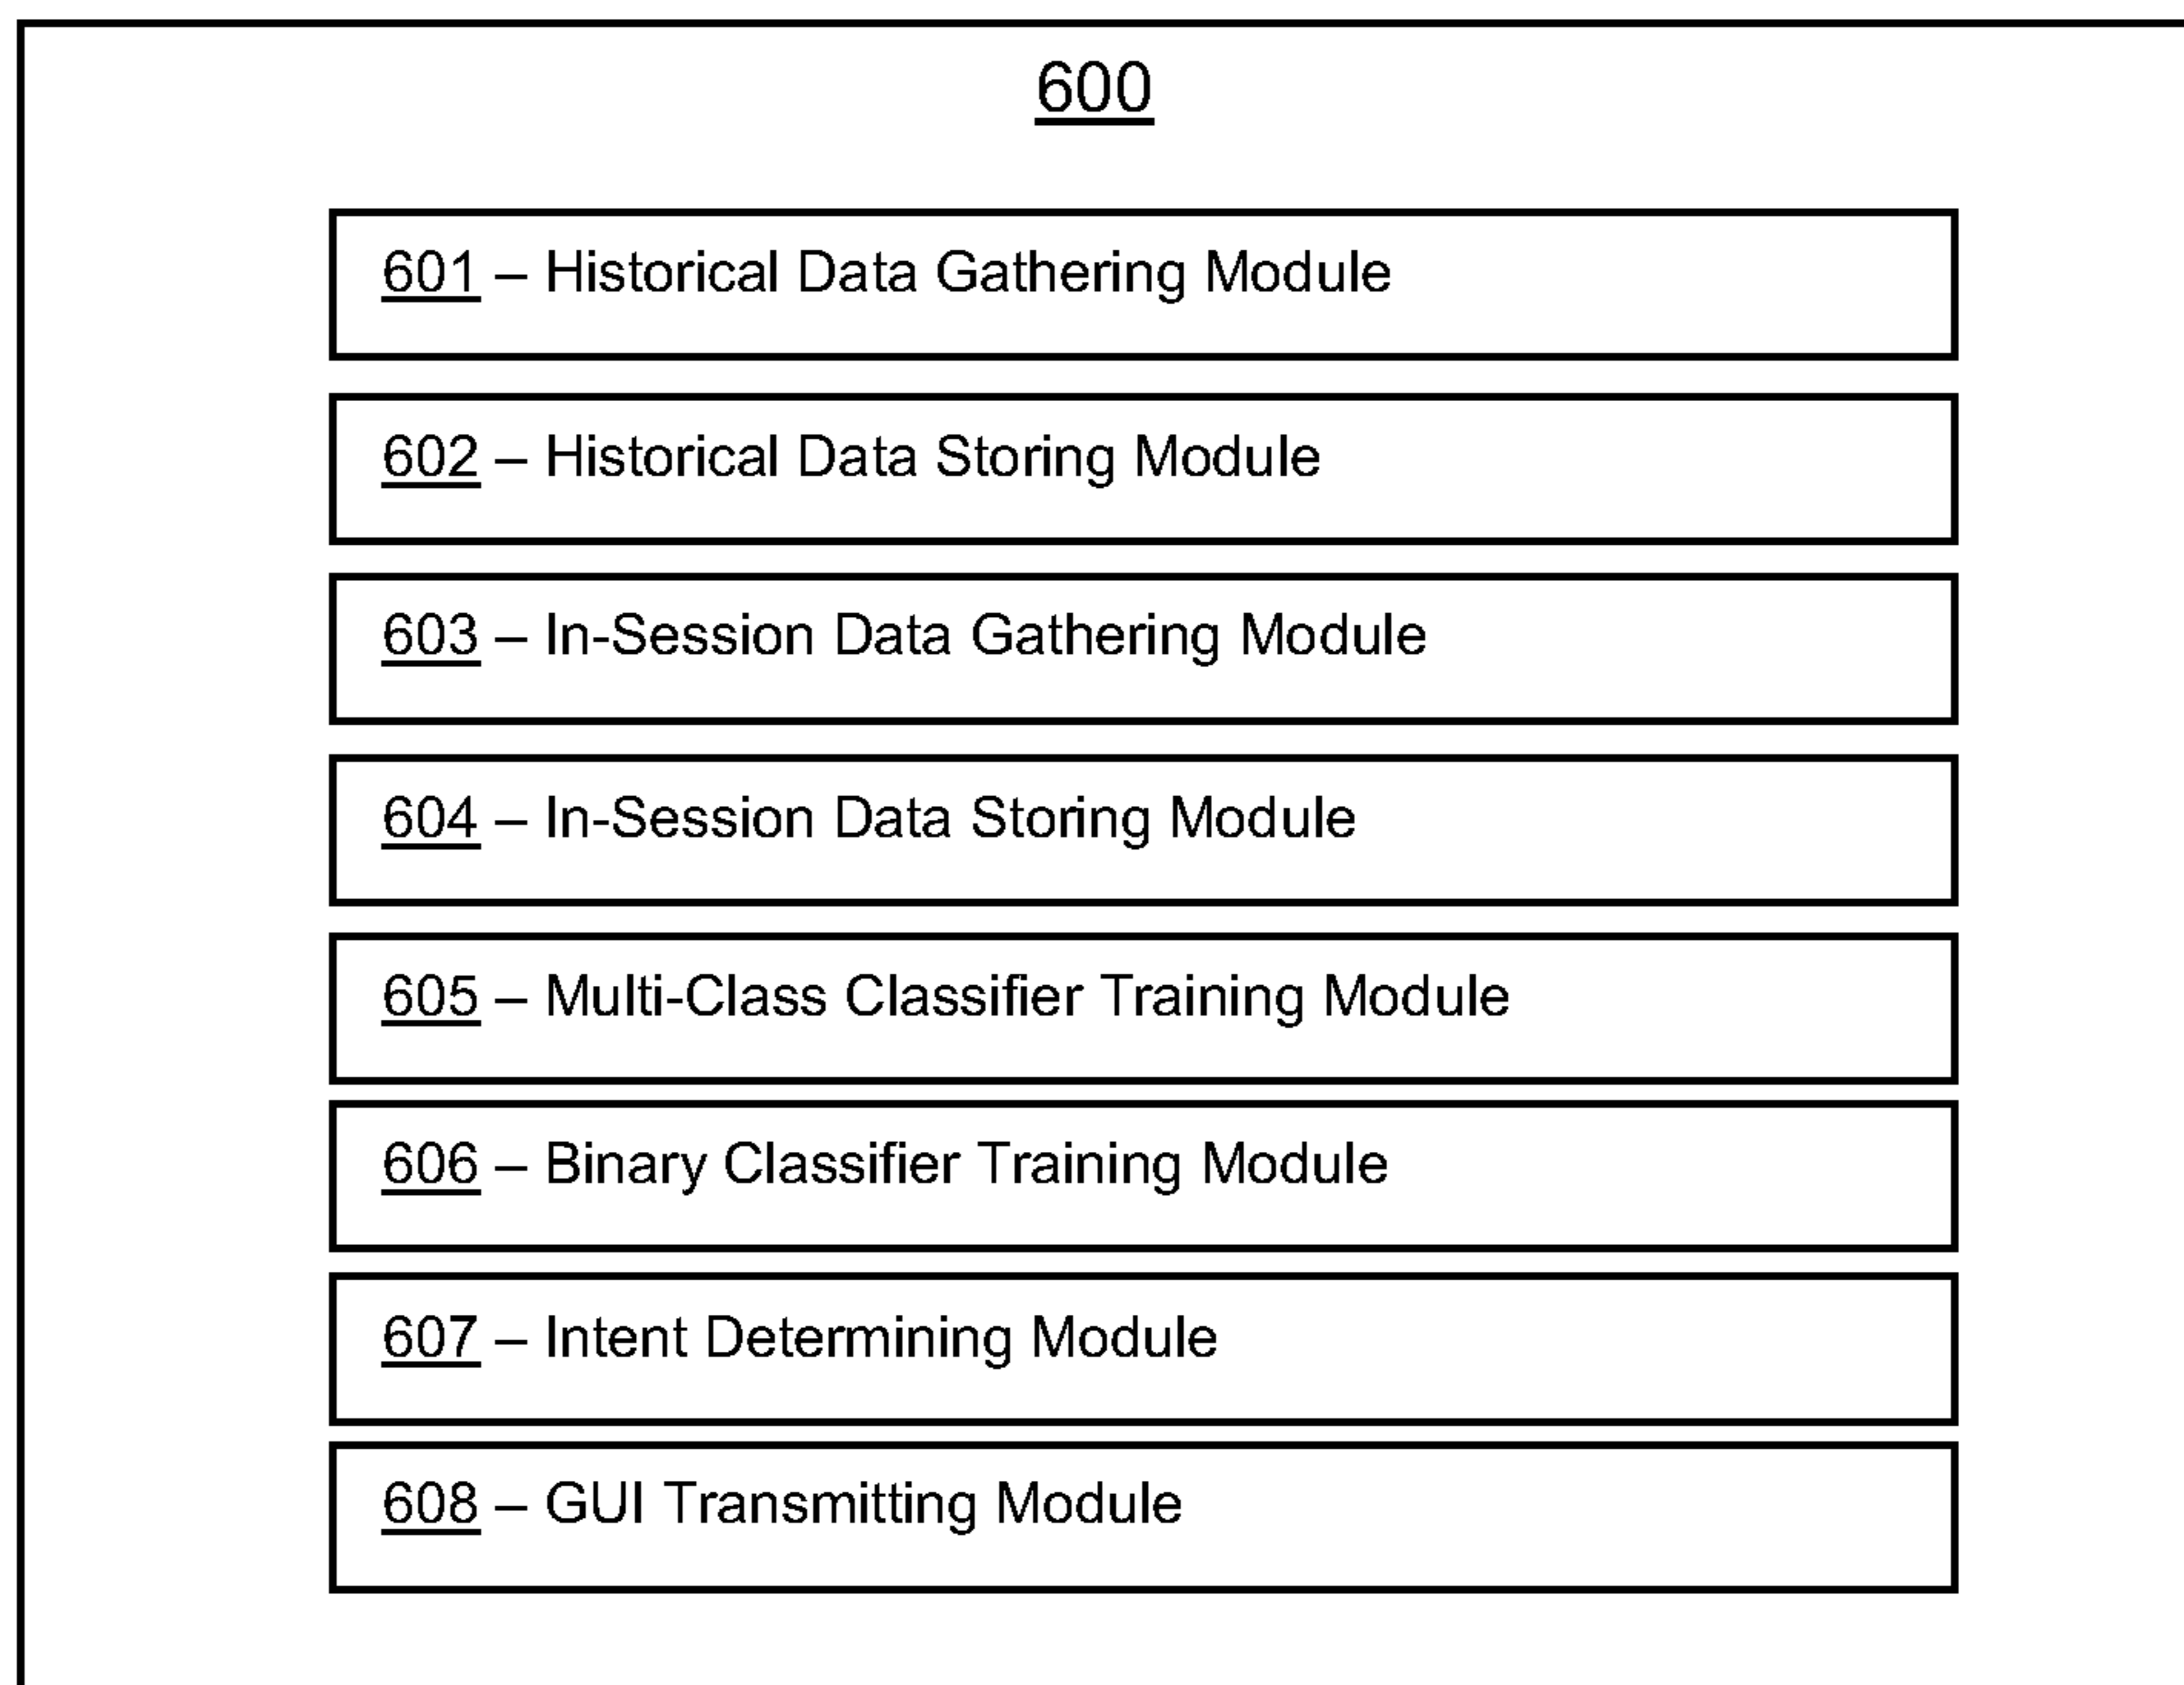 600
601 – Historical Data Gathering Module
602 – Historical Data Storing Module
603 – In-Session Data Gathering Module
604 – In-Session Data Storing Module
605 – Multi-Class Classifier Training Module
606 – Binary Classifier Training Module
607 – Intent Determining Module
608 – GUI Transmitting Module